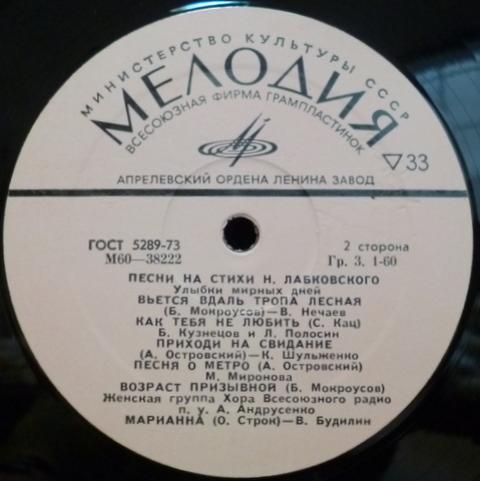 МИНИСТЕРСТВО КУЛЬТУРЫ СССР
МЕЛОДИЯ
ВСЕСОЮЗНАЯ ФИРМА ГРАМПЛАСТИНОК
▽33
АПРЕЛЕВСКИЙ ОРДЕНА ЛЕНИНА ЗАВОД
ГОСТ 5289-73
М60—38222
2 сторона
Гр. 3. 1-60
ПЕСНИ НА СТИХИ Н. ЛАБКОВСКОГО
Улыбки мирных дней
ВЬЕТСЯ ВДАЛЬ ТРОПА ЛЕСНАЯ
(Б. Мокроусов)—В. Нечаев
КАК ТЕБЯ НЕ ЛЮБИТЬ (С. Кац)
Б. Кузнецов и Л. Полосин
ПРИХОДИ НА СВИДАНИЕ
(А. Островский)—К. Шульженко
ПЕСНЯ О МЕТРО (А. Островский)
М. Миронова
ВОЗРАСТ ПРИЗЫВНОЙ (Б. Мокроусов)
Женская группа Хора Всесоюзного радио
п. у. А. Андрусенко
МАРИАННА (О. Строк)—В. Будилин